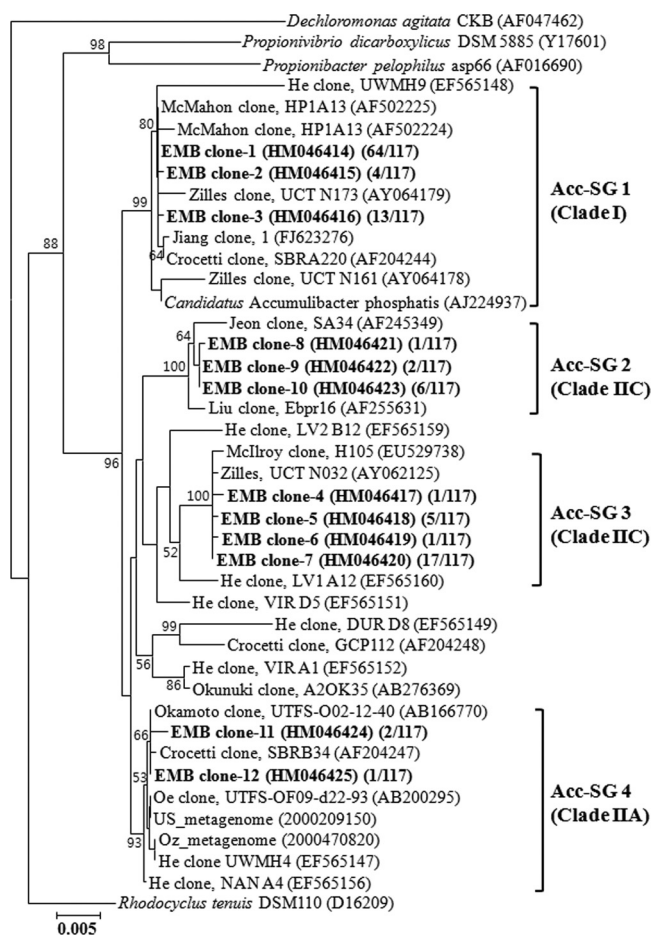 Dechloromonas agitata CKB (AF047462)
Propionivibrio dicarboxylicus DSM 5885 (Y17601)
98
Propionibacter pelophilus asp66 (AF016690)
He clone, UWMH9 (EF565148)
McMahon clone, HP1A13 (AF502225)
80
McMahon clone, HP1A13 (AF502224)
EMB clone-1 (HM046414) (64/117)
EMB clone-2 (HM046415) (4/117)
Zilles clone, UCT N173 (AY064179)
99
EMB clone-3 (HM046416) (13/117)
Jiang clone, 1 (FJ623276)
88
64
Crocetti clone, SBRA220 (AF204244)
Zilles clone, UCT N161 (AY064178)
Candidatus Accumulibacter phosphatis (AJ224937)
Acc-SG 1
(Clade I)
Jeon clone, SA34 (AF245349)
64
EMB clone-8 (HM046421) (1/117)
EMB clone-9 (HM046422) (2/117)
100
EMB clone-10 (HM046423) (6/117)
Liu clone, Ebpr16 (AF255631)
Acc-SG 2
(Clade IIC)
He clone, LV2 B12 (EF565159)
McIlroy clone, H105 (EU529738)
96
Zilles, UCT N032 (AY062125)
100
EMB clone-4 (HM046417) (1/117)
EMB clone-5 (HM046418) (5/117)
EMB clone-6 (HM046419) (1/117)
52
EMB clone-7 (HM046420) (17/117)
He clone, LV1 A12 (EF565160)
Acc-SG 3
(Clade IIC)
He clone, VIR D5 (EF565151)
99
He clone, DUR D8 (EF565149)
Crocetti clone, GCP112 (AF204248)
56
He clone, VIR A1 (EF565152)
86
Okunuki clone, A2OK35 (AB276369)
Okamoto clone, UTFS-O02-12-40 (AB166770)
66
EMB clone-11 (HM046424) (2/117)
Crocetti clone, SBRB34 (AF204247)
53
EMB clone-12 (HM046425) (1/117)
Oe clone, UTFS-OF09-d22-93 (AB200295)
US_metagenome (2000209150)
93
Oz_metagenome (2000470820)
He clone UWMH4 (EF565147)
He clone, NAN A4 (EF565156)
Acc-SG 4
(Clade IIA)
Rhodocyclus tenuis DSM110 (D16209)
0.005